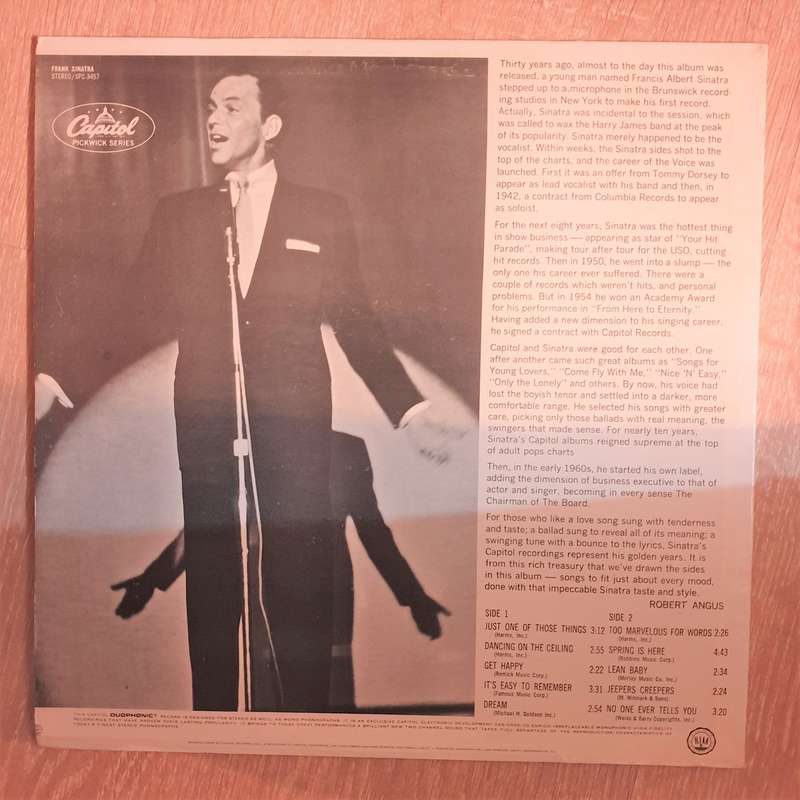 FRANK SINATRA
STEREO/SPC-3457
Capitol
PICKWICK SERIES
Thirty years ago, almost to the day this album was
released, a young man named Francis Albert Sinatra
stepped up to a microphone in the Brunswick record-
ing studios in New York to make his first record.
Actually, Sinatra was incidental to the session, which
was called to wax the Harry James band at the peak
of its popularity. Sinatra merely happened to be the
vocalist. Within weeks, the Sinatra sides shot to the
top of the charts, and the career of the Voice was
launched. First it was an offer from Tommy Dorsey to
appear as lead vocalist with his band and then, in
1942, a contract from Columbia Records to appear
as soloist.
For the next eight years, Sinatra was the hottest thing
in show business — appearing as star of "Your Hit
Parade", making tour after tour for the USO, cutting
hit records. Then in 1950, he went into a slump — the
only one his career ever suffered. There were a
couple of records which weren't hits, and personal
problems. But in 1954 he won an Academy Award
for his performance in "From Here to Eternity."
Having added a new dimension to his singing career,
he signed a contract with Capitol Records.
Capitol and Sinatra were good for each other. One
after another came such great albums as "Songs for
Young Lovers," "Come Fly With Me," "Nice 'N' Easy,"
"Only the Lonely" and others. By now, his voice had
lost the boyish tenor and settled into a darker, more
comfortable range. He selected his songs with greater
care, picking only those ballads with real meaning, the
swingers that made sense. For nearly ten years,
Sinatra's Capitol albums reigned supreme at the top
of adult pops charts
Then, in the early 1960s, he started his own label,
adding the dimension of business executive to that of
actor and singer, becoming in every sense The
Chairman of The Board.
For those who like a love song sung with tenderness
and taste; a ballad sung to reveal all of its meaning; a
swinging tune with a bounce to the lyrics, Sinatra's
Capitol recordings represent his golden years. It is
from this rich treasury that we've drawn the sides
in this album — songs to fit just about every mood,
done with that impeccable Sinatra taste and style.
ROBERT ANGUS
SIDE 1
JUST ONE OF THOSE THINGS 3:12
(Harms, Inc.)
DANCING ON THE CEILING 2:55
(Harms, Inc.)
GET HAPPY 2:22
(Remick Music Corp.)
IT'S EASY TO REMEMBER 3:31
(Famous Music Corp.)
DREAM 2:54
(Michael H. Goldsen Inc.)
SIDE 2
TOO MARVELOUS FOR WORDS 2:26
(Harms, Inc.)
SPRING IS HERE 4:43
(Robbins Music Corp.)
LEAN BABY 2:34
(Morley Music Co. Inc.)
JEEPERS CREEPERS 2:24
(M. Witmark & Sons)
NO ONE EVER TELLS YOU 3:20
(Weiss & Barry Copyrights, Inc.)
THIS CAPITOL DUOPHONIC RECORD IS DESIGNED FOR STEREO AS WELL AS MONO PHONOGRAPHS. IT IS AN EXCLUSIVE CAPITOL ELECTRONIC DEVELOPMENT